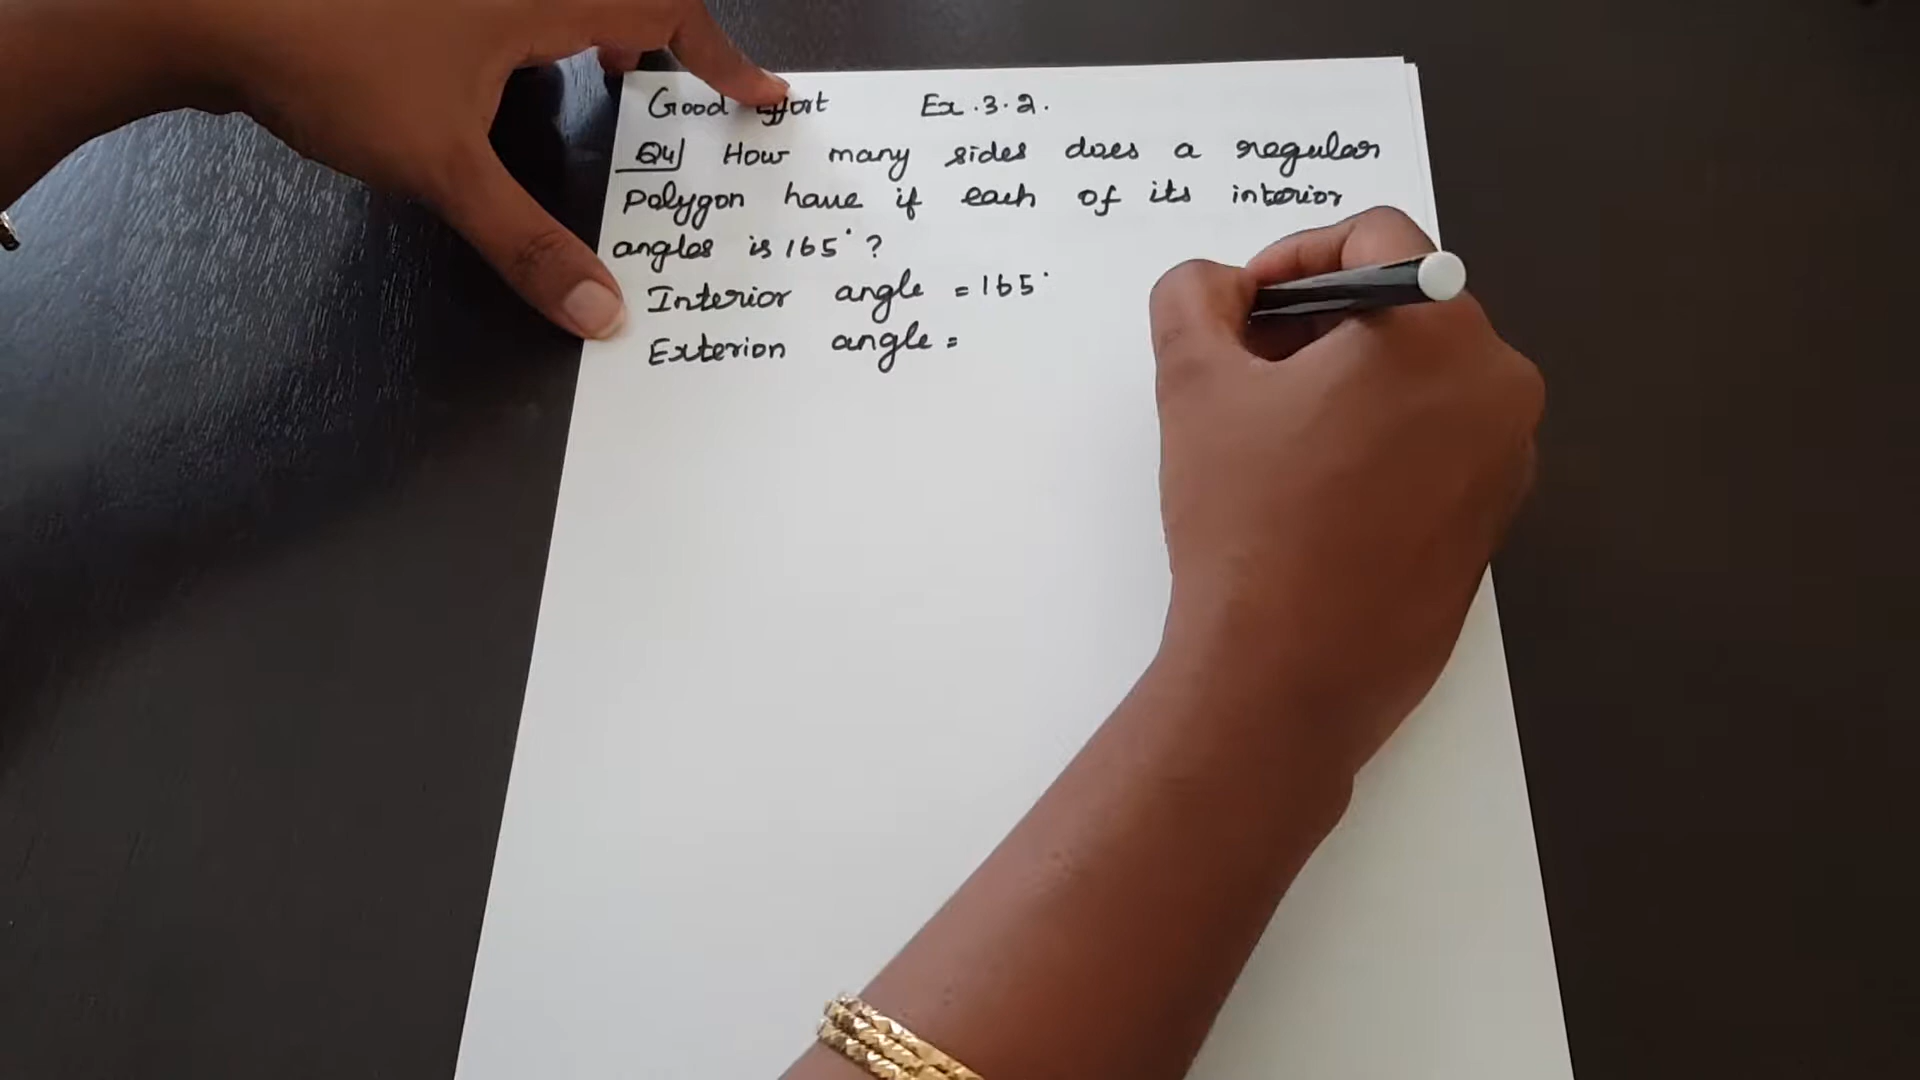 Good Effort Ex.3.2.
Q4] How many sides does a regular
polygon have if each of its interior
angles is 165° ?
Interior angle = 165°
Exterior angle =